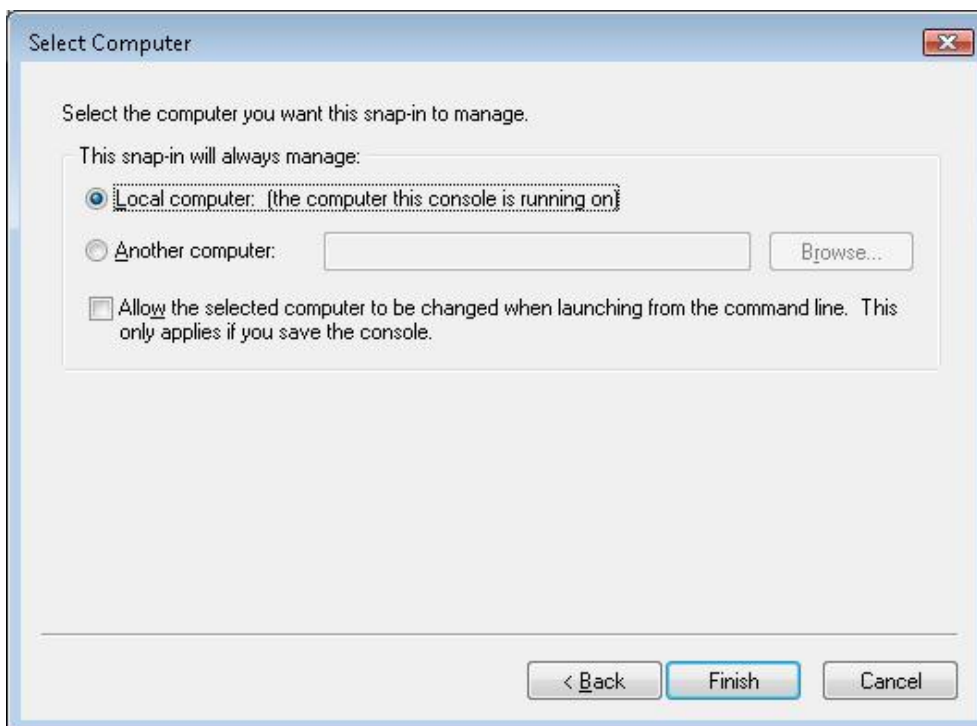 Select Computer
Select the computer you want this snap-in to manage.
This snap-in will always manage:
Local computer:  (the computer this console is running on)
Another computer:
Browse...
Allow the selected computer to be changed when launching from the command line.  This
only applies if you save the console.
< Back
Finish
Cancel